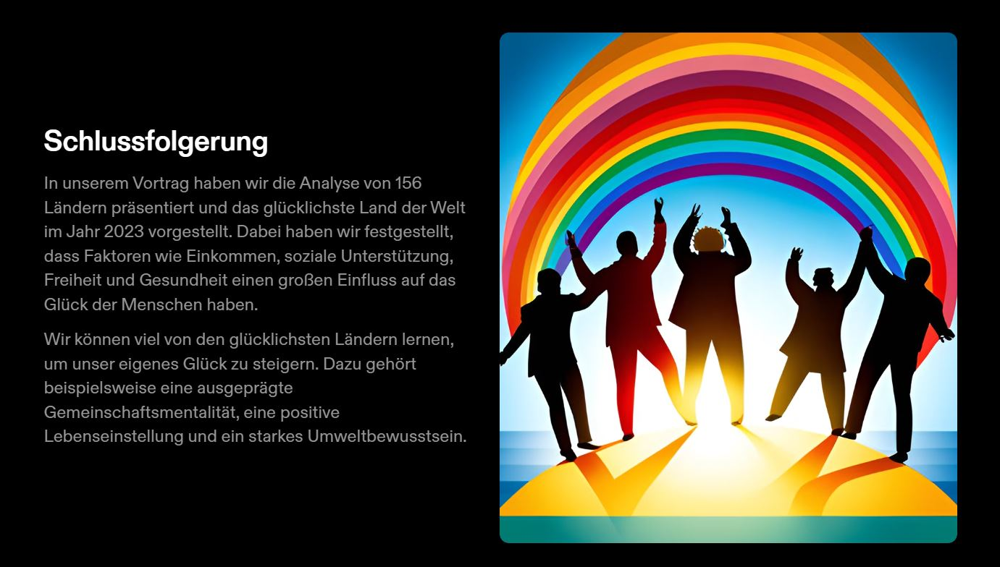 Schlussfolgerung
In unserem Vortrag haben wir die Analyse von 156
Ländern präsentiert und das glücklichste Land der Welt
im Jahr 2023 vorgestellt. Dabei haben wir festgestellt,
dass Faktoren wie Einkommen, soziale Unterstützung,
Freiheit und Gesundheit einen großen Einfluss auf das
Glück der Menschen haben.
Wir können viel von den glücklichsten Ländern lernen,
um unser eigenes Glück zu steigern. Dazu gehört
beispielsweise eine ausgeprägte
Gemeinschaftsmentalität, eine positive
Lebenseinstellung und ein starkes Umweltbewusstsein.